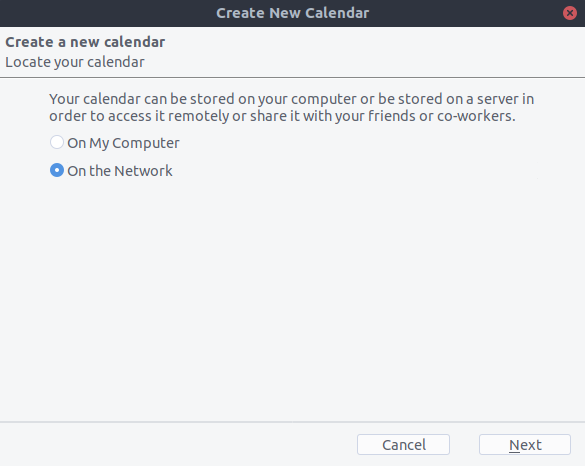 Create New Calendar
Create a new calendar
Locate your calendar
Your calendar can be stored on your computer or be stored on a server in
order to access it remotely or share it with your friends or co-workers.
On My Computer
On the Network
Cancel
Next